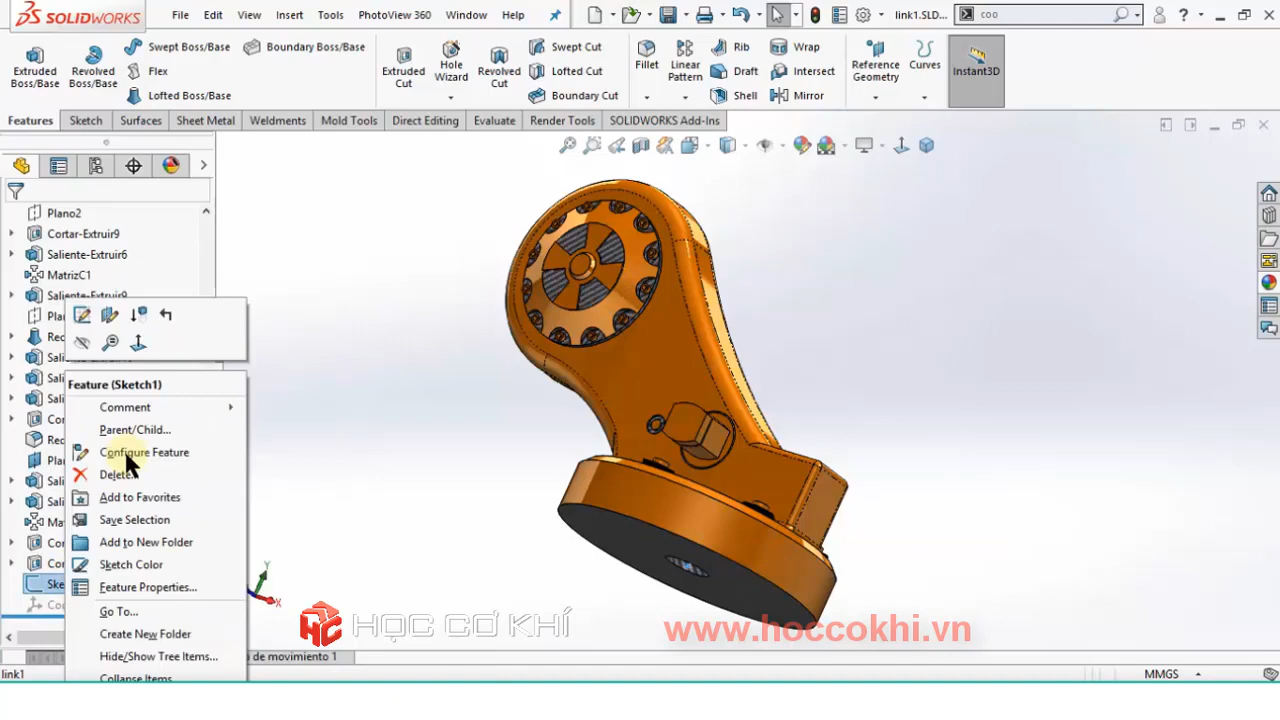 SOLIDWORKS File Edit View Insert Tools PhotoView 360 Window Help link1.SLD... coo
Extruded Boss/Base
Revolved Boss/Base
Swept Boss/Base
Flex
Lofted Boss/Base
Boundary Boss/Base
Extruded Cut
Hole Wizard
Revolved Cut
Swept Cut
Lofted Cut
Boundary Cut
Fillet
Linear Pattern
Rib
Draft
Shell
Wrap
Intersect
Mirror
Reference Geometry
Curves
Instant3D
Features Sketch Surfaces Sheet Metal Weldments Mold Tools Direct Editing Evaluate Render Tools SOLIDWORKS Add-Ins
Plano2
Cortar-Extruir9
Saliente-Extruir6
MatrizC1
Saliente-Extruir9
Feature (Sketch1)
Comment
Parent/Child...
Configure Feature
Delete...
Add to Favorites
Save Selection
Add to New Folder
Sketch Color
Feature Properties...
Go To...
Create New Folder
Hide/Show Tree Items...
Collapse Items
HỌC CƠ KHÍ
www.hoccokhi.vn
de movimiento 1
link1
MMGS